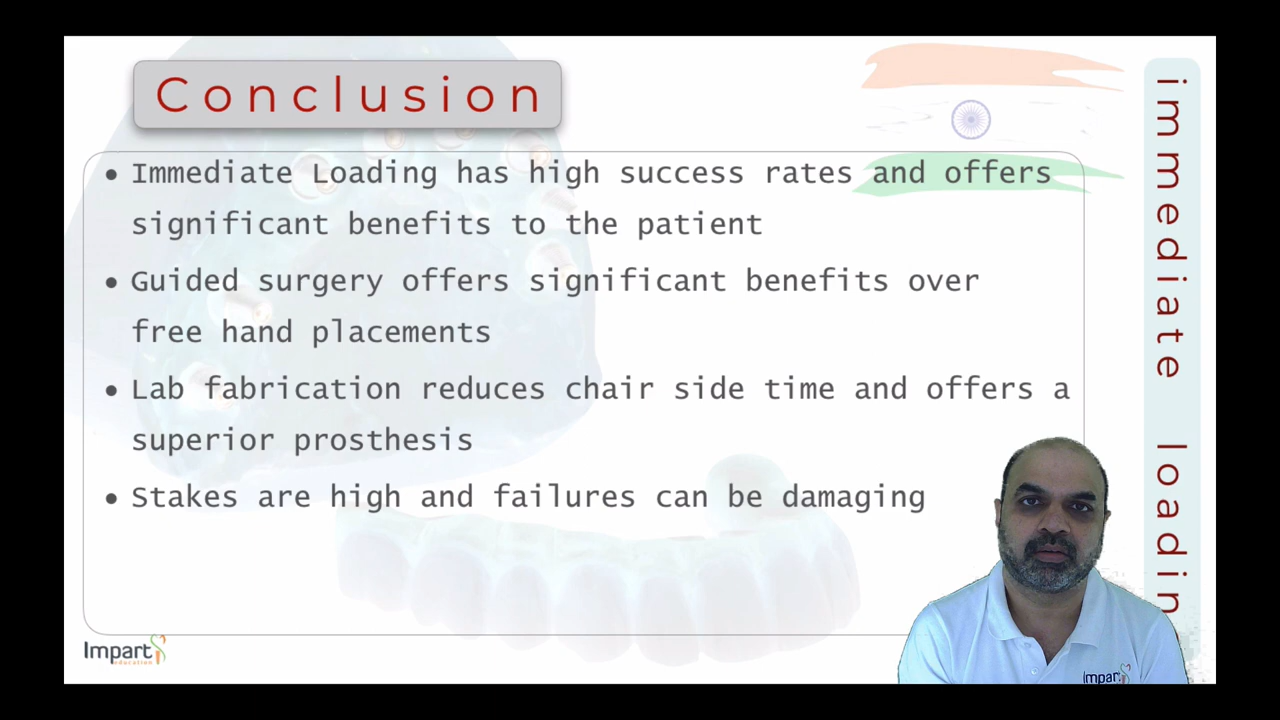 Conclusion
• Immediate Loading has high success rates and offers
significant benefits to the patient
• Guided surgery offers significant benefits over
free hand placements
• Lab fabrication reduces chair side time and offers a
superior prosthesis
• Stakes are high and failures can be damaging
immediate loadin
Impart
education
Impart